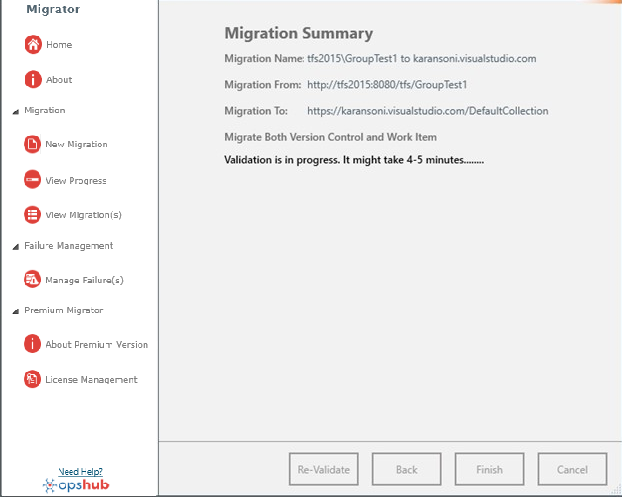 Migrator
Home
About
Migration
New Migration
View Progress
View Migration(s)
Failure Management
Manage Failure(s)
Premium Migrator
About Premium Version
License Management
Need Help?
opshub
Migration Summary
Migration Name: tfs2015\GroupTest1 to karansoni.visualstudio.com
Migration From: http://tfs2015:8080/tfs/GroupTest1
Migration To: https://karansoni.visualstudio.com/DefaultCollection
Migrate Both Version Control and Work Item
Validation is in progress. It might take 4-5 minutes........
Re-Validate
Back
Finish
Cancel